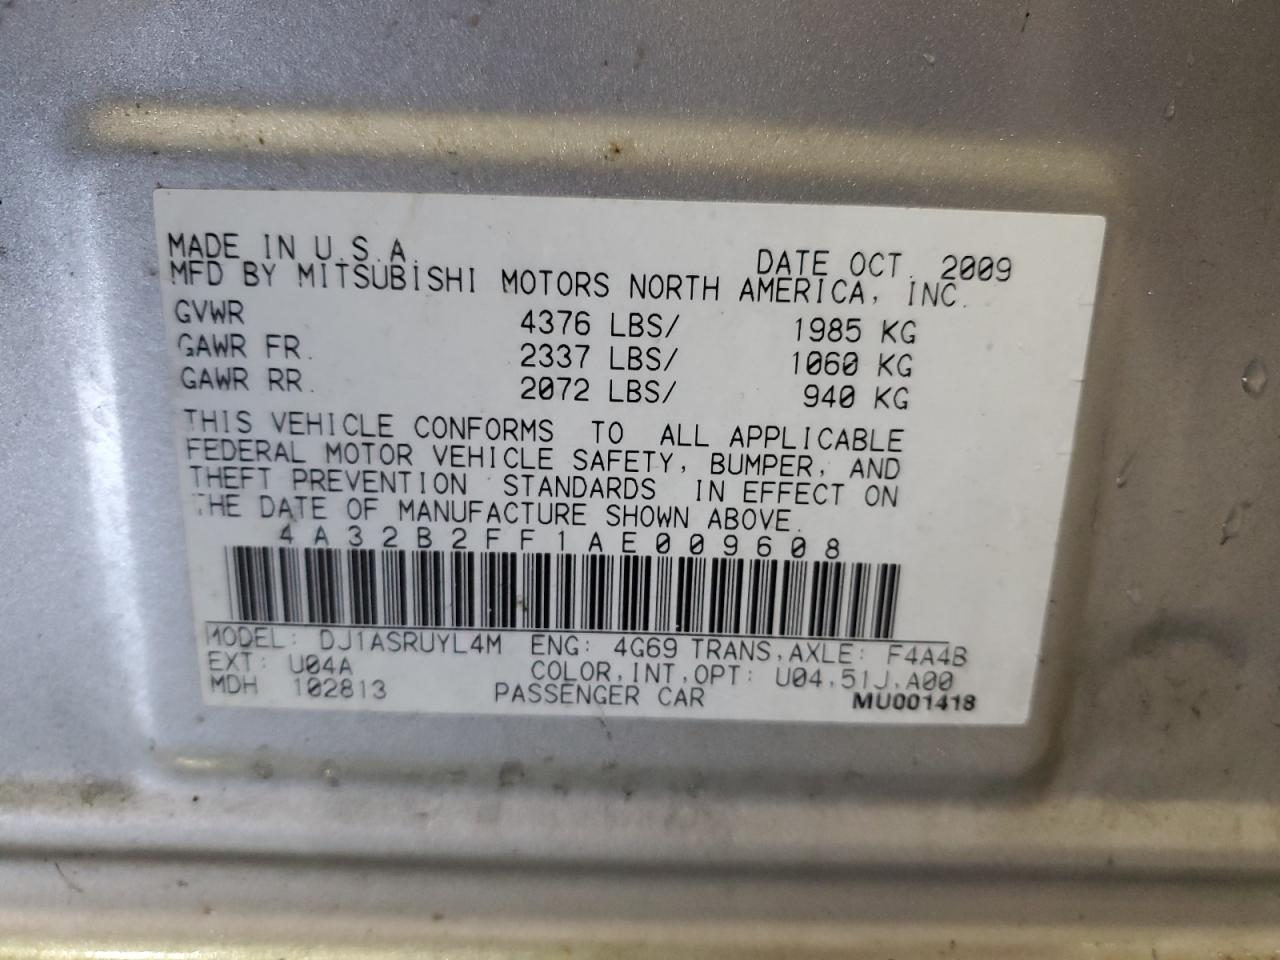 MADE IN U.S.A. DATE OCT. 2009
MFD BY MITSUBISHI MOTORS NORTH AMERICA, INC.
GVWR 4376 LBS/ 1985 KG
GAWR FR. 2337 LBS/ 1060 KG
GAWR RR. 2072 LBS/ 940 KG
THIS VEHICLE CONFORMS TO ALL APPLICABLE
FEDERAL MOTOR VEHICLE SAFETY, BUMPER, AND
THEFT PREVENTION STANDARDS IN EFFECT ON
THE DATE OF MANUFACTURE SHOWN ABOVE.
4A32B2FF1AE009608
MODEL: DJ1ASRUYL4M ENG: 4G69 TRANS,AXLE: F4A4B
EXT: U04A COLOR,INT,OPT: U04,51J,A00
MDH 102813 PASSENGER CAR MU001418